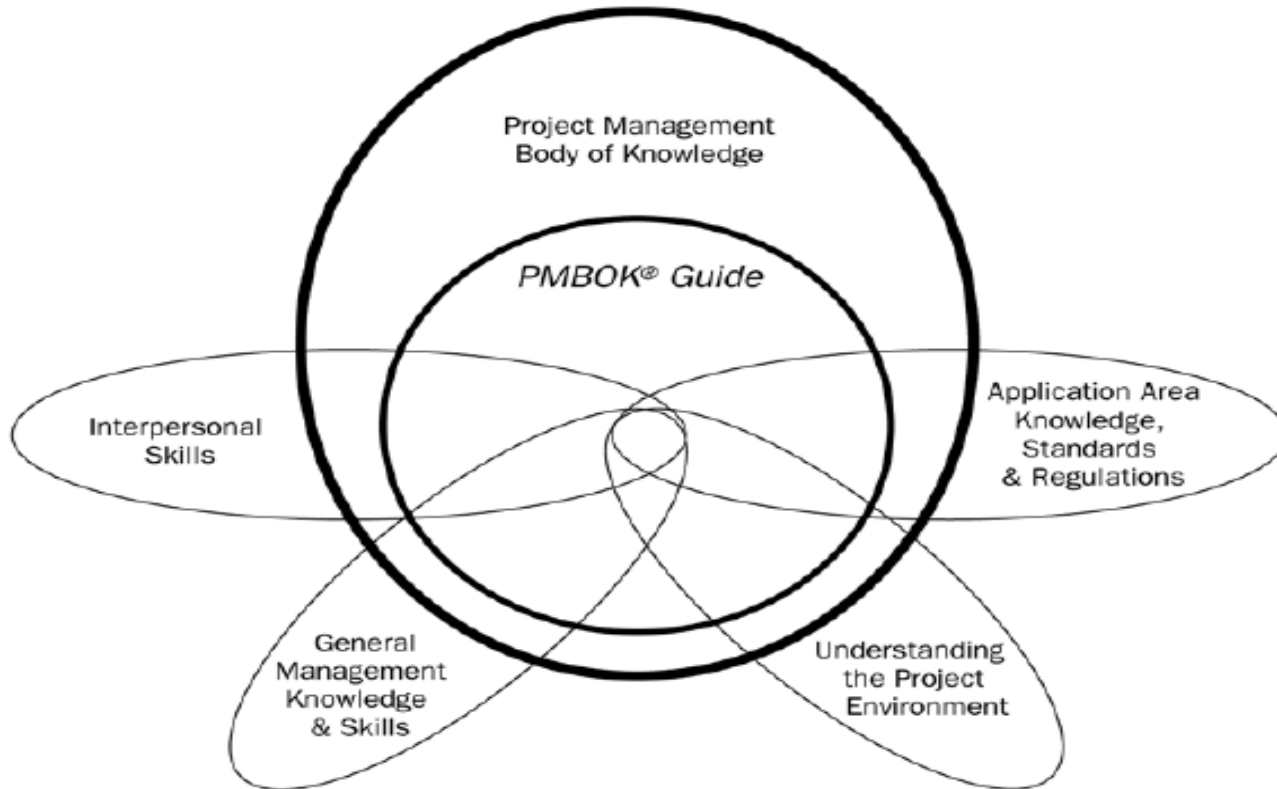 Project Management
Body of Knowledge
PMBOK® Guide
Interpersonal
Skills
Application Area
Knowledge,
Standards
& Regulations
General
Management
Knowledge
& Skills
Understanding
the Project
Environment